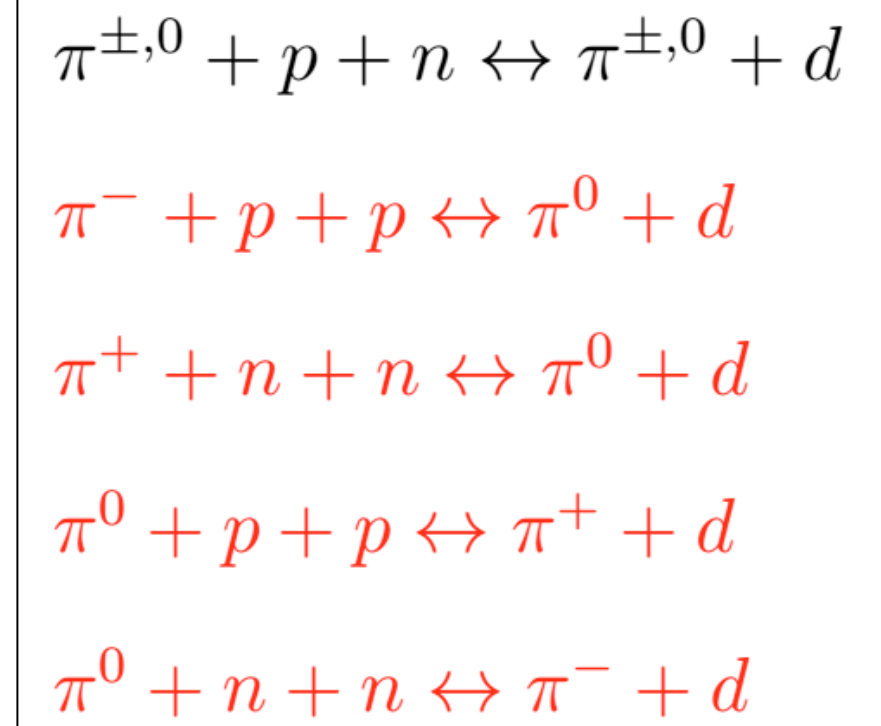 π^{±,0} + p + n ↔ π^{±,0} + d
π^− + p + p ↔ π^0 + d
π^+ + n + n ↔ π^0 + d
π^0 + p + p ↔ π^+ + d
π^0 + n + n ↔ π^− + d